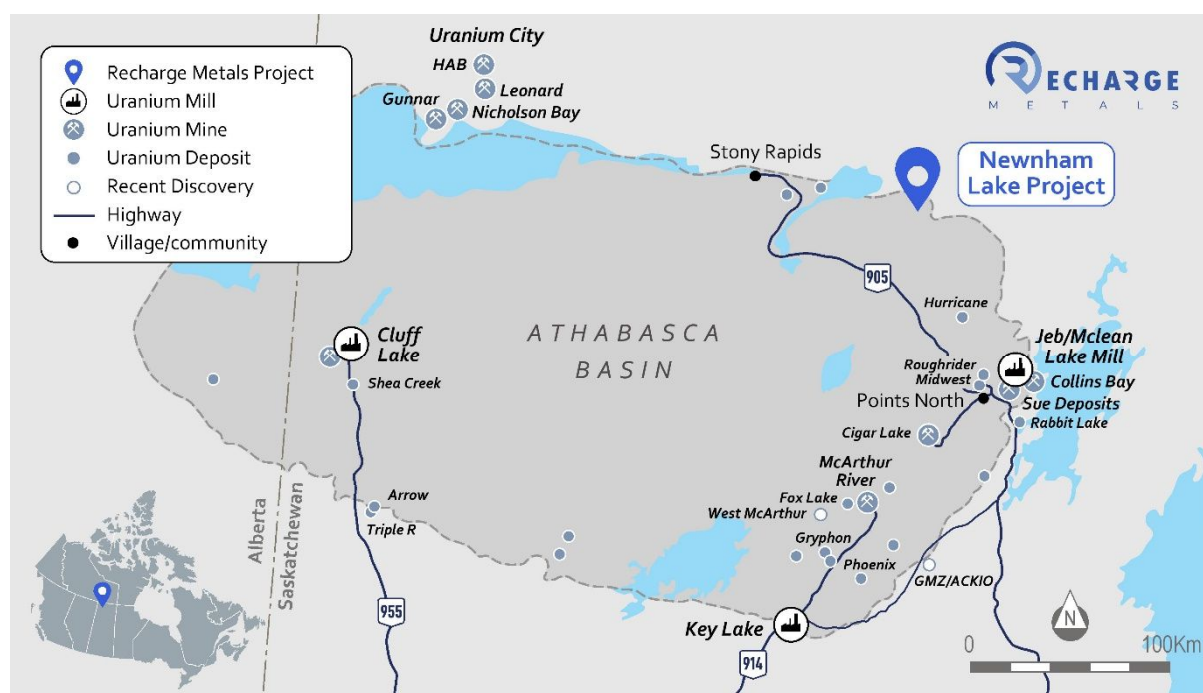 Recharge Metals Project
Uranium Mill
Uranium Mine
Uranium Deposit
Recent Discovery
Highway
Village/community
Uranium City
HAB
Leonard
Gunnar
Nicholson Bay
RECHARGE
METALS
Stony Rapids
Newnham
Lake Project
905
Hurricane
ATHABASCA
BASIN
Cluff
Lake
Shea Creek
Jeb/Mclean
Lake Mill
Roughrider
Midwest
Collins Bay
Points North
Sue Deposits
Rabbit Lake
Cigar Lake
McArthur
River
Fox Lake
West McArthur
Arrow
Triple R
Gryphon
Phoenix
GMZ/ACKIO
Alberta
Saskatchewan
955
Key Lake
914
N
0
100Km